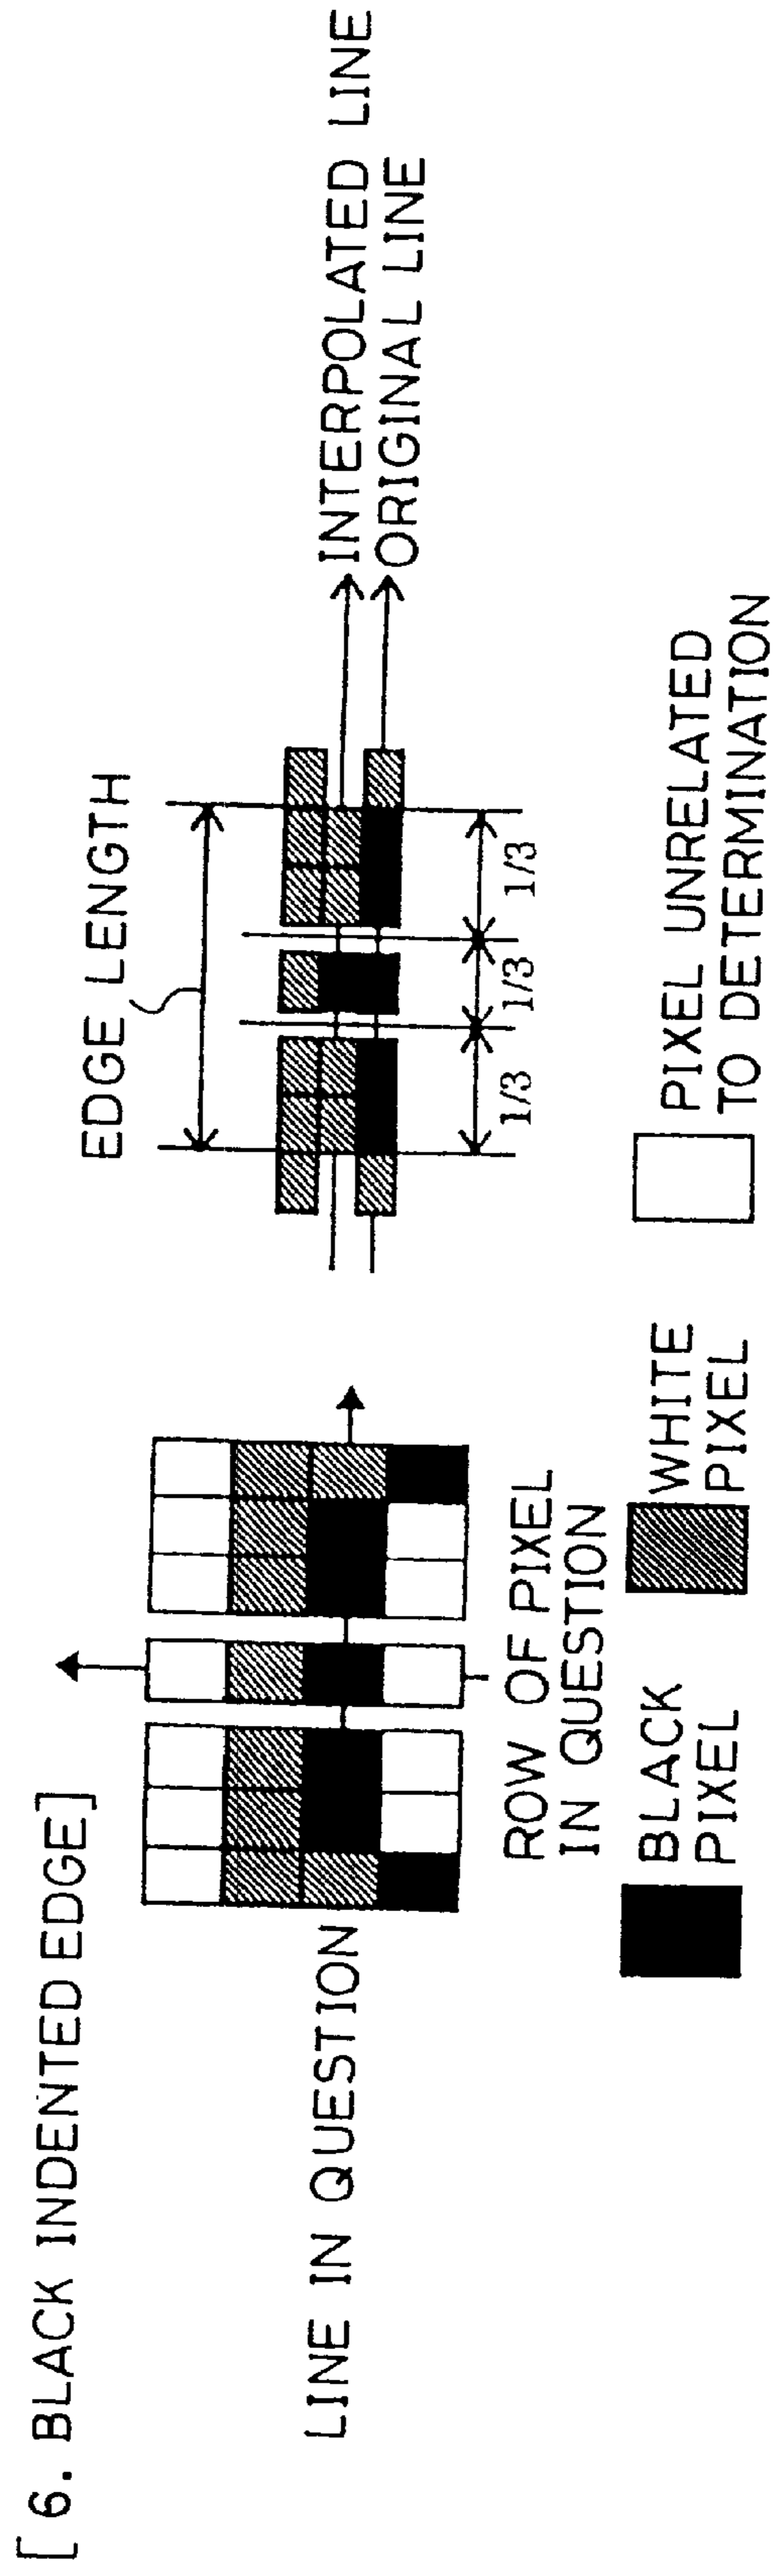 [6. BLACK INDENTED EDGE]
LINE IN QUESTION
ROW OF PIXEL
IN QUESTION
EDGE LENGTH
INTERPOLATED LINE
ORIGINAL LINE
1/3
1/3
1/3
BLACK
PIXEL
WHITE
PIXEL
PIXEL UNRELATED
TO DETERMINATION